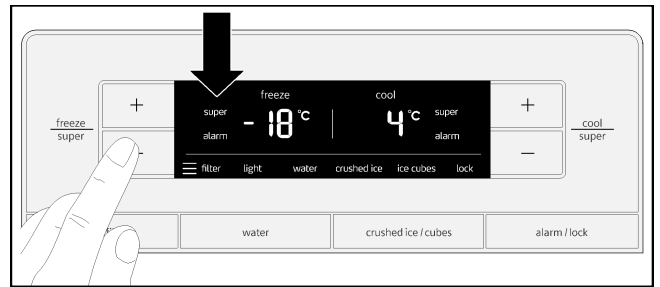 freeze cool
super -18 °C 4 °C super
alarm alarm
filter light water crushed ice ice cubes lock
+ +
freeze
super
cool
super
—
water crushed ice / cubes alarm / lock